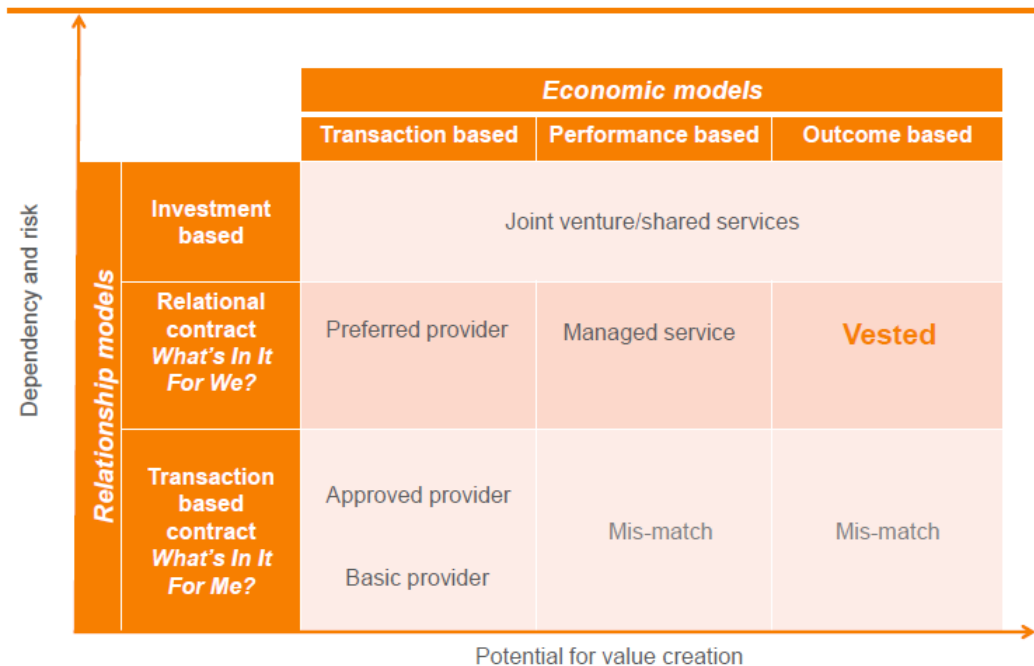 Economic models
Transaction based
Performance based
Outcome based
Dependency and risk
Relationship models
Investment
based
Joint venture/shared services
Relational
contract
What's In It
For We?
Preferred provider
Managed service
Vested
Transaction
based
contract
What's In It
For Me?
Approved provider
Basic provider
Mis-match
Mis-match
Potential for value creation